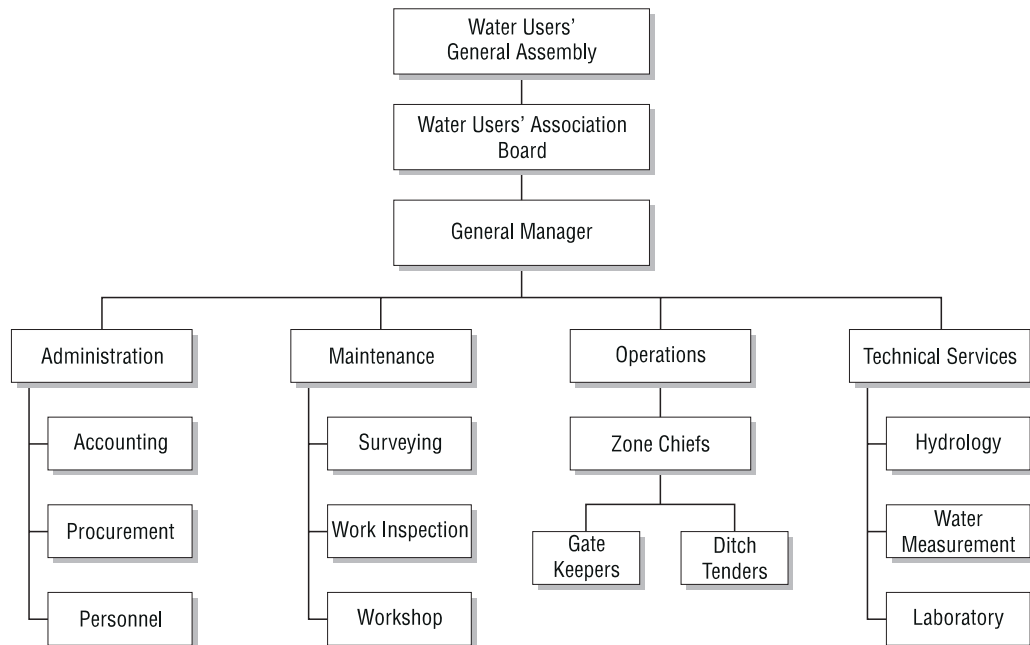 Water Users'
General Assembly
Water Users' Association
Board
General Manager
Administration
Maintenance
Operations
Technical Services
Accounting
Surveying
Zone Chiefs
Hydrology
Procurement
Work Inspection
Gate
Keepers
Ditch
Tenders
Water
Measurement
Personnel
Workshop
Laboratory